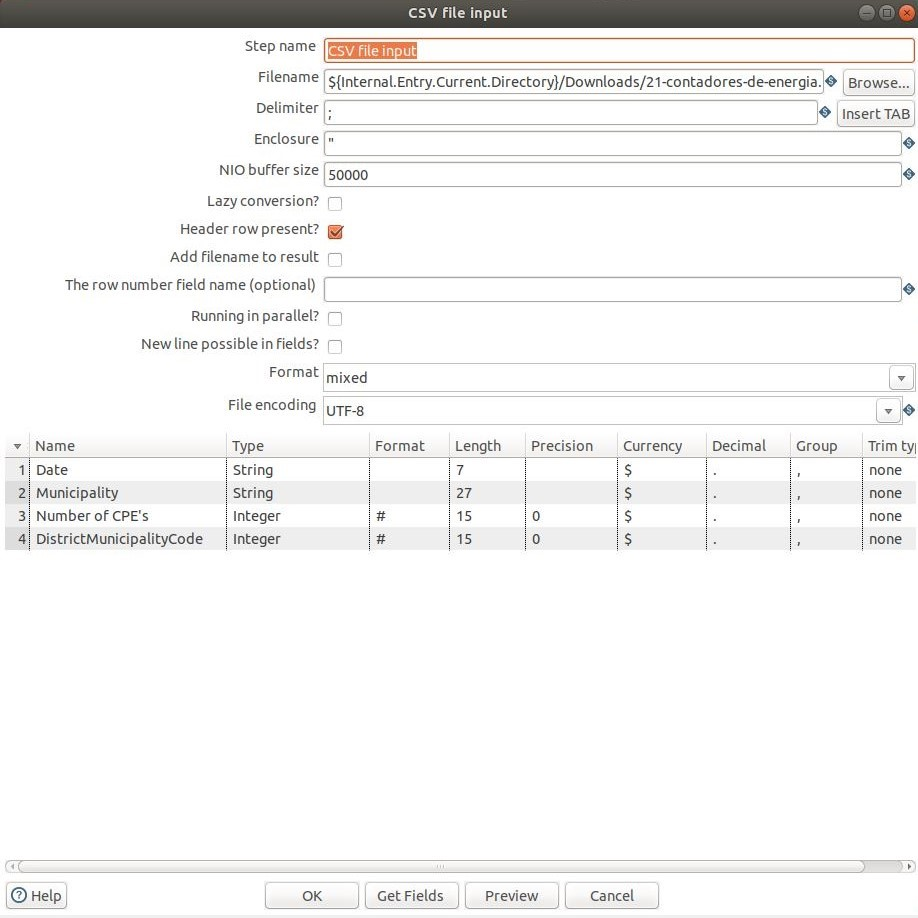 CSV file input
Step name CSV file input
Filename ${Internal.Entry.Current.Directory}/Downloads/21-contadores-de-energia. Browse...
Delimiter ; Insert TAB
Enclosure "
NIO buffer size 50000
Lazy conversion?
Header row present?
Add filename to result
The row number field name (optional)
Running in parallel?
New line possible in fields?
Format mixed
File encoding UTF-8
Name Type Format Length Precision Currency Decimal Group Trim ty
1 Date String 7 $ . , none
2 Municipality String 27 $ . , none
3 Number of CPE's Integer # 15 0 $ . , none
4 DistrictMunicipalityCode Integer # 15 0 $ . , none
Help OK Get Fields Preview Cancel